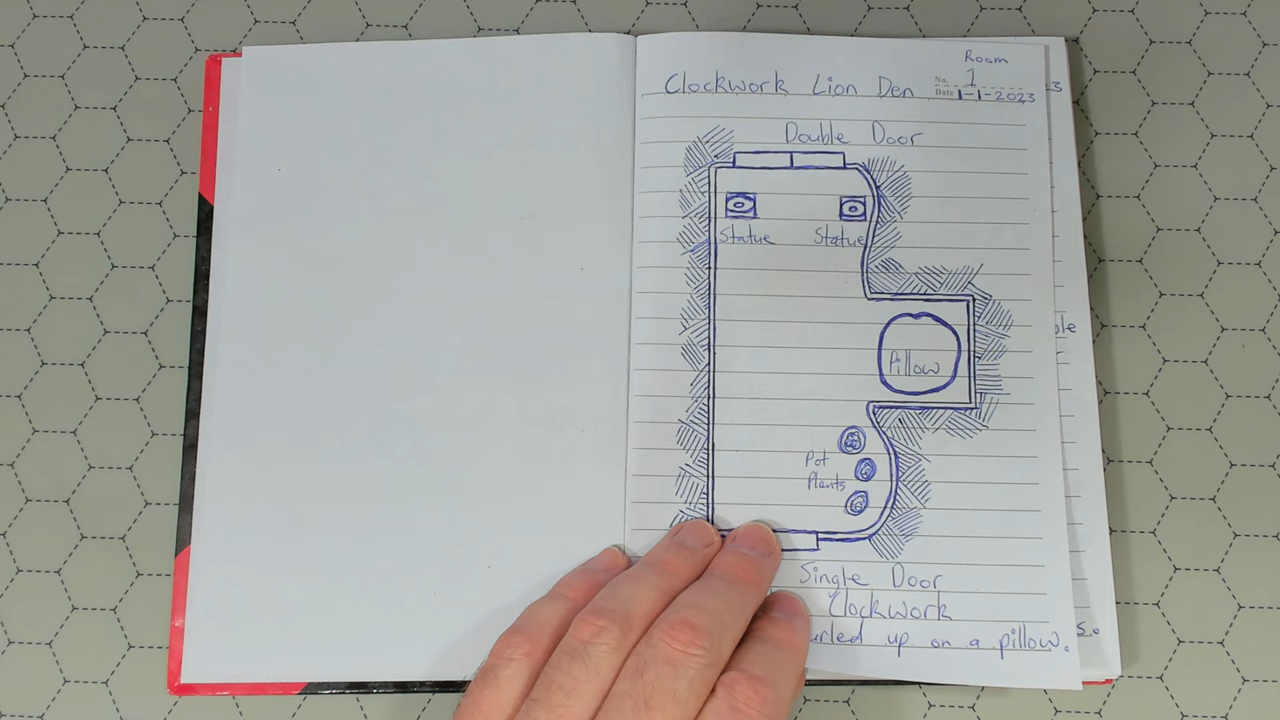 Room
Clockwork Lion Den No. 1
Date 1-1-2023
Double Door
Statue Statue
Pillow
Pot
Plants
Single Door
Clockwork
up on a pillow.